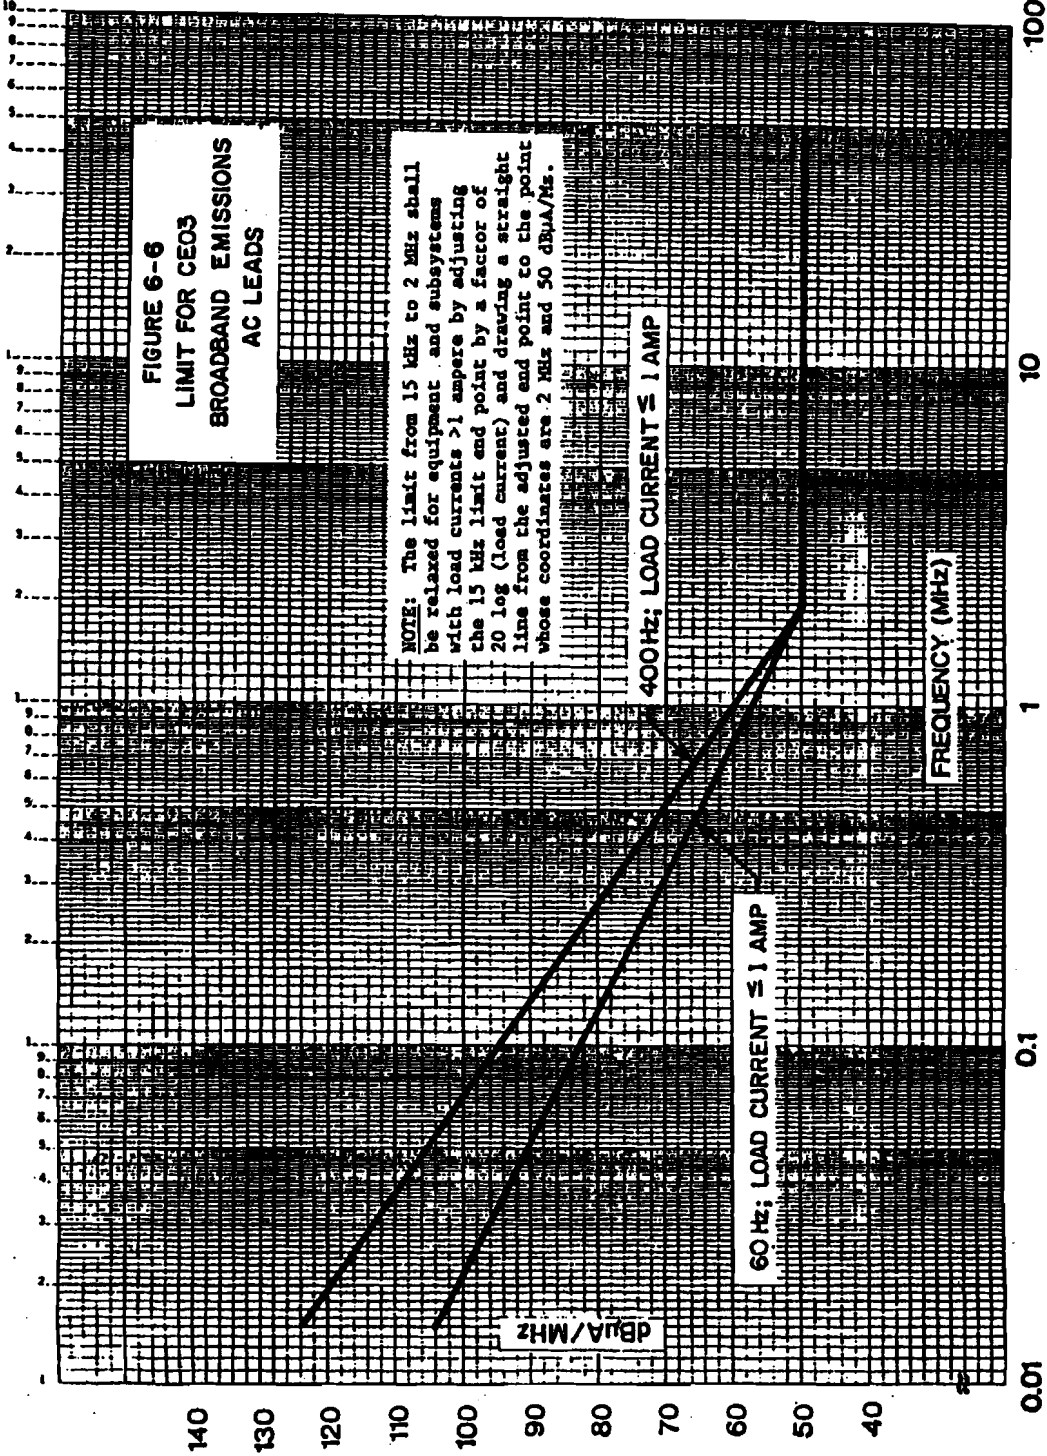 FIGURE 6-6
LIMIT FOR CE03
BROADBAND EMISSIONS
AC LEADS
NOTE: The limit from 15 kHz to 2 MHz shall
be relaxed for equipment and subsystems
with load currents >1 ampere by adjusting
the 15 kHz limit end point by a factor of
20 log (load current) and drawing a straight
line from the adjusted end point to the point
whose coordinates are 2 MHz and 50 dBμA/MHz.
400 Hz; LOAD CURRENT ≤ 1 AMP
60 Hz; LOAD CURRENT ≤ 1 AMP
dBμA/MHz
140
130
120
110
100
90
80
70
60
50
40
0.01
0.1
1
10
100
FREQUENCY (MHz)